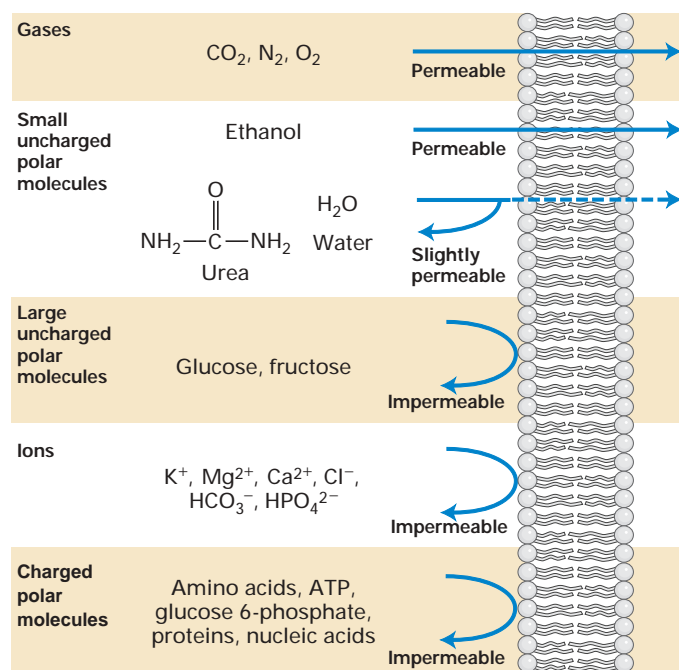 Gases
CO₂, N₂, O₂
Permeable
Small
uncharged
polar
molecules
Ethanol
Permeable
O
NH₂—C—NH₂
Urea
H₂O
Water
Slightly
permeable
Large
uncharged
polar
molecules
Glucose, fructose
Impermeable
Ions
K⁺, Mg²⁺, Ca²⁺, Cl⁻,
HCO₃⁻, HPO₄²⁻
Impermeable
Charged
polar
molecules
Amino acids, ATP,
glucose 6-phosphate,
proteins, nucleic acids
Impermeable